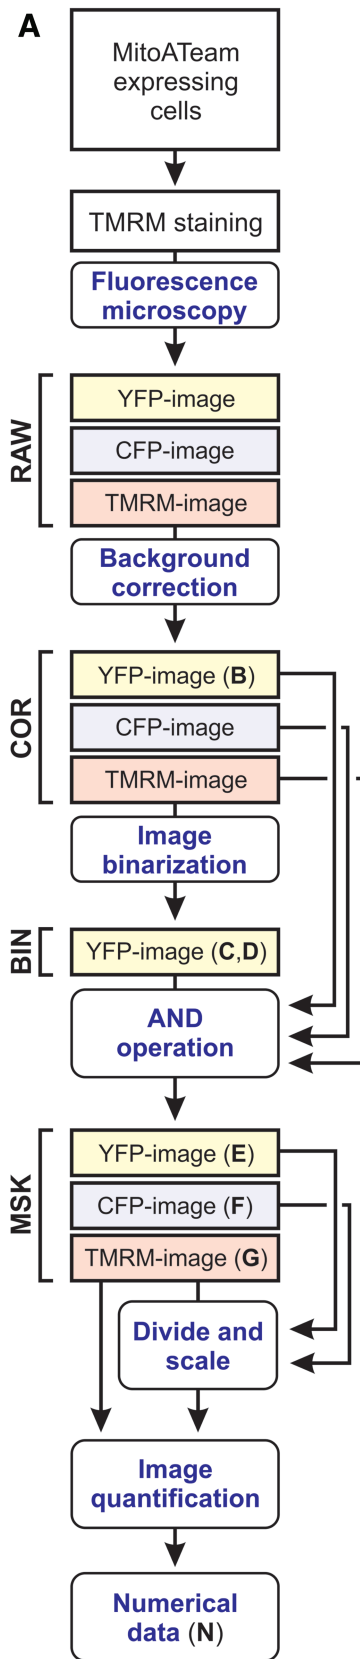 A
MitoATeam
expressing
cells
TMRM staining
Fluorescence
microscopy
RAW
YFP-image
CFP-image
TMRM-image
Background
correction
COR
YFP-image (B)
CFP-image
TMRM-image
Image
binarization
BIN
YFP-image (C,D)
AND
operation
MSK
YFP-image (E)
CFP-image (F)
TMRM-image (G)
Divide and
scale
Image
quantification
Numerical
data (N)